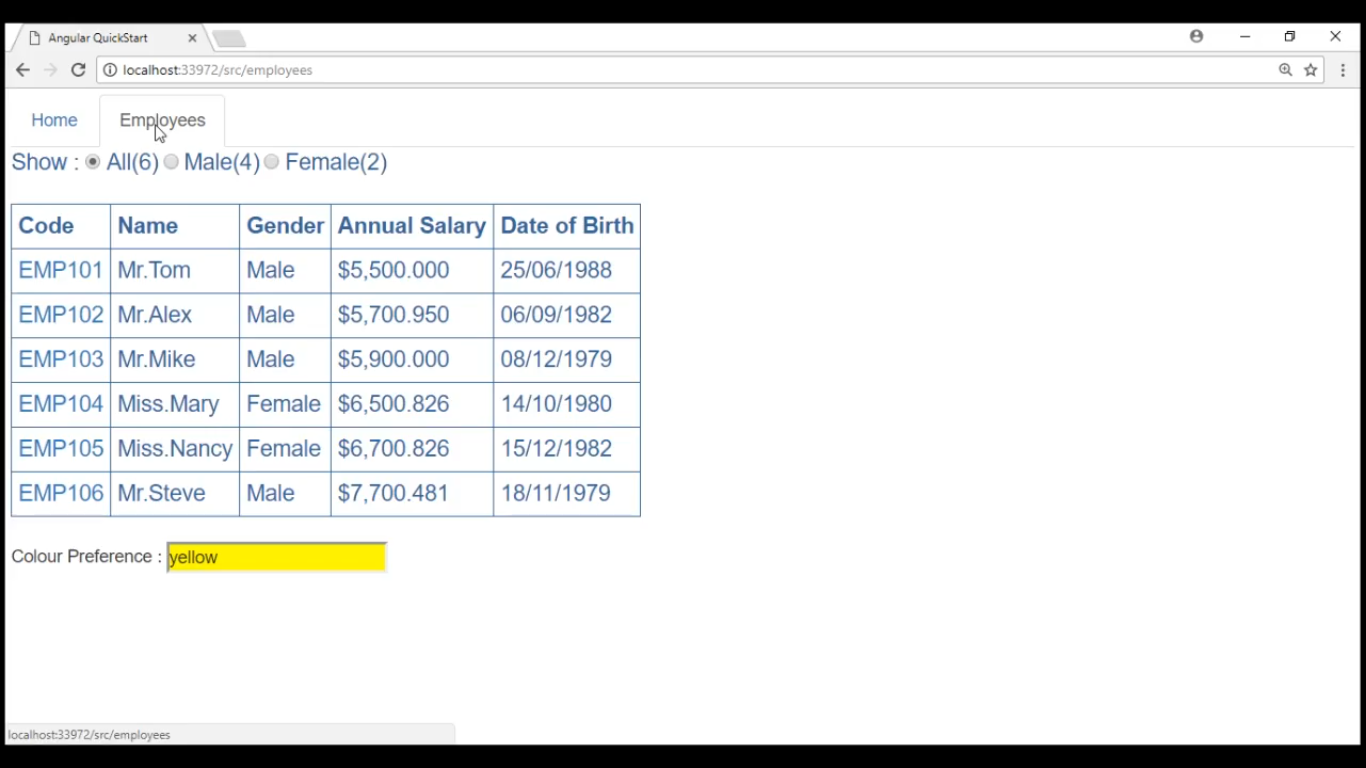 Angular QuickStart
localhost:33972/src/employees
Home Employees
Show : All(6) Male(4) Female(2)
Code Name Gender Annual Salary Date of Birth
EMP101 Mr.Tom Male $5,500.000 25/06/1988
EMP102 Mr.Alex Male $5,700.950 06/09/1982
EMP103 Mr.Mike Male $5,900.000 08/12/1979
EMP104 Miss.Mary Female $6,500.826 14/10/1980
EMP105 Miss.Nancy Female $6,700.826 15/12/1982
EMP106 Mr.Steve Male $7,700.481 18/11/1979
Colour Preference : yellow
localhost:33972/src/employees